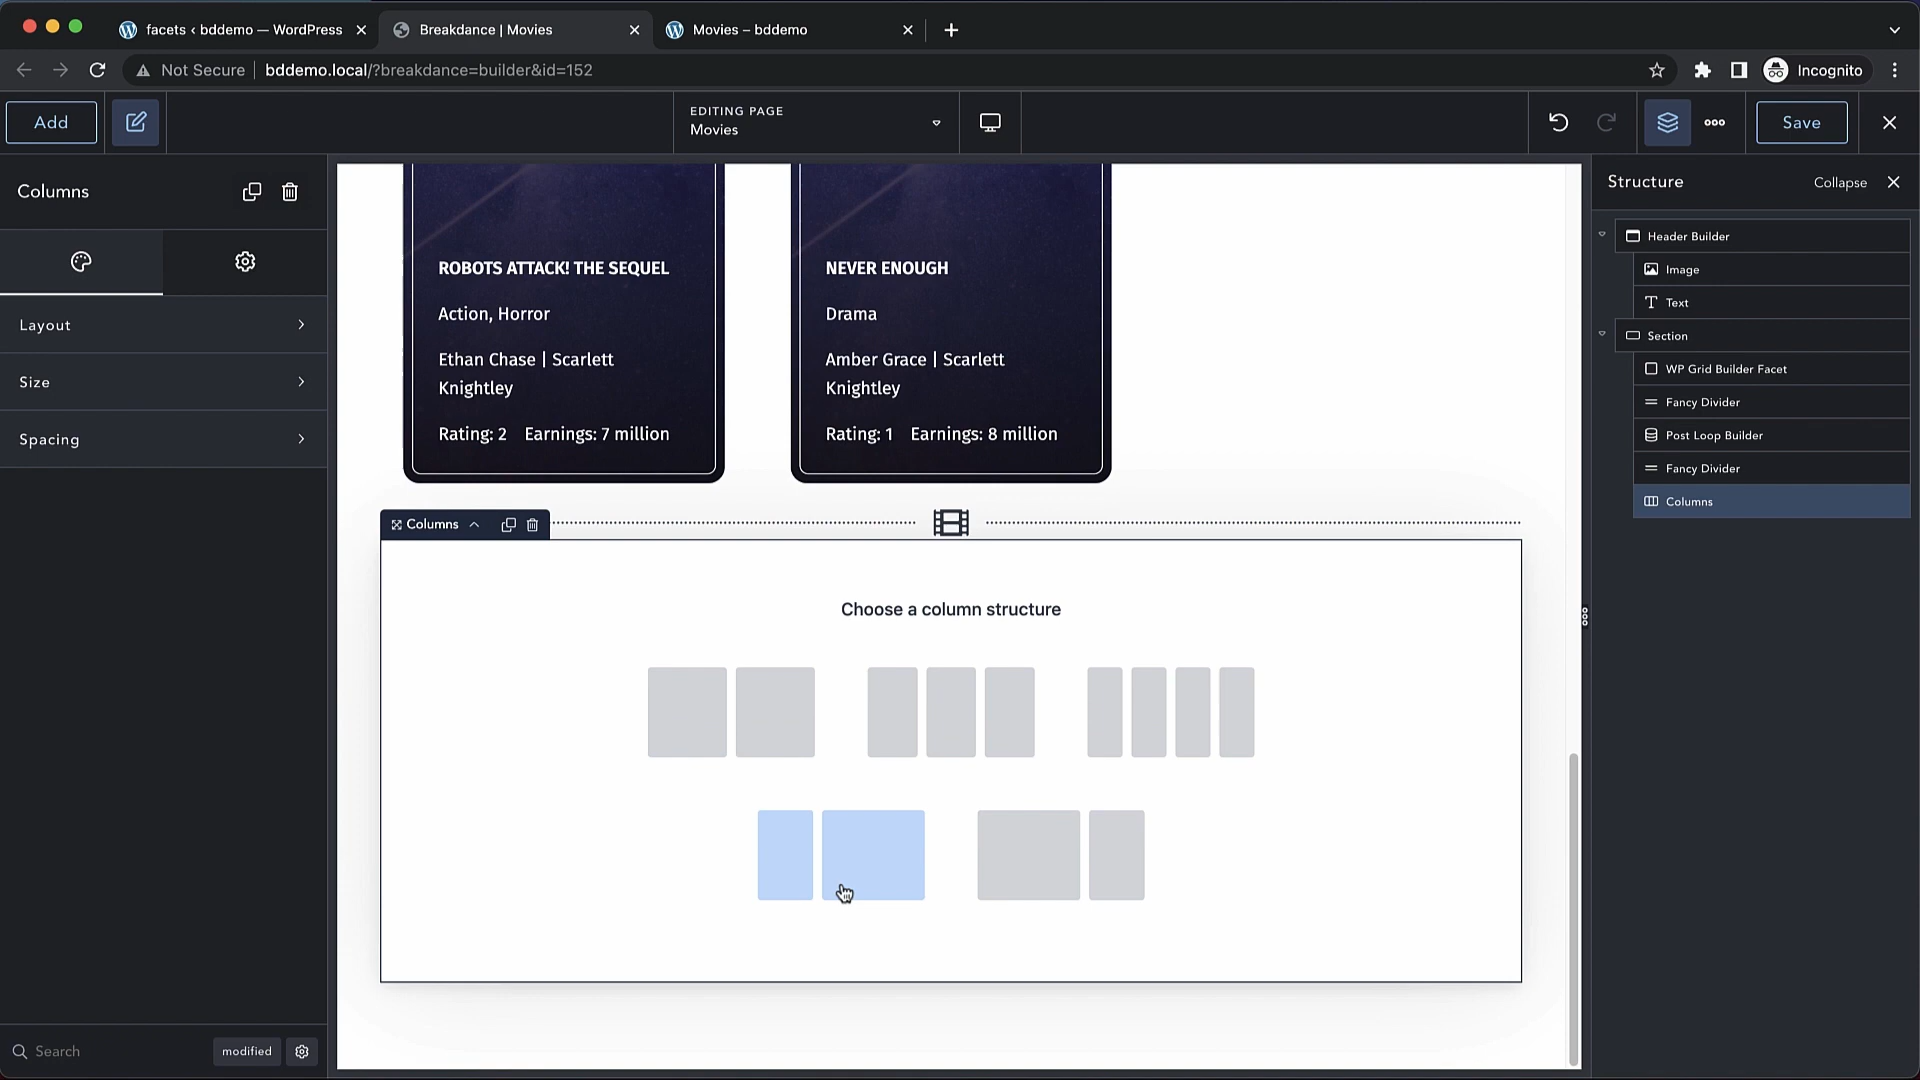 facets ‹ bddemo — WordPress
Breakdance | Movies
Movies – bddemo
Not Secure
bddemo.local/?breakdance=builder&id=152
Incognito
Add
EDITING PAGE
Movies
Save
Columns
Layout
Size
Spacing
Search
modified
ROBOTS ATTACK! THE SEQUEL
Action, Horror
Ethan Chase | Scarlett
Knightley
Rating: 2 Earnings: 7 million
NEVER ENOUGH
Drama
Amber Grace | Scarlett
Knightley
Rating: 1 Earnings: 8 million
Columns
Choose a column structure
Structure
Collapse
Header Builder
Image
Text
Section
WP Grid Builder Facet
Fancy Divider
Post Loop Builder
Fancy Divider
Columns